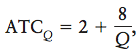 ATC_Q = 2 + 8/Q,